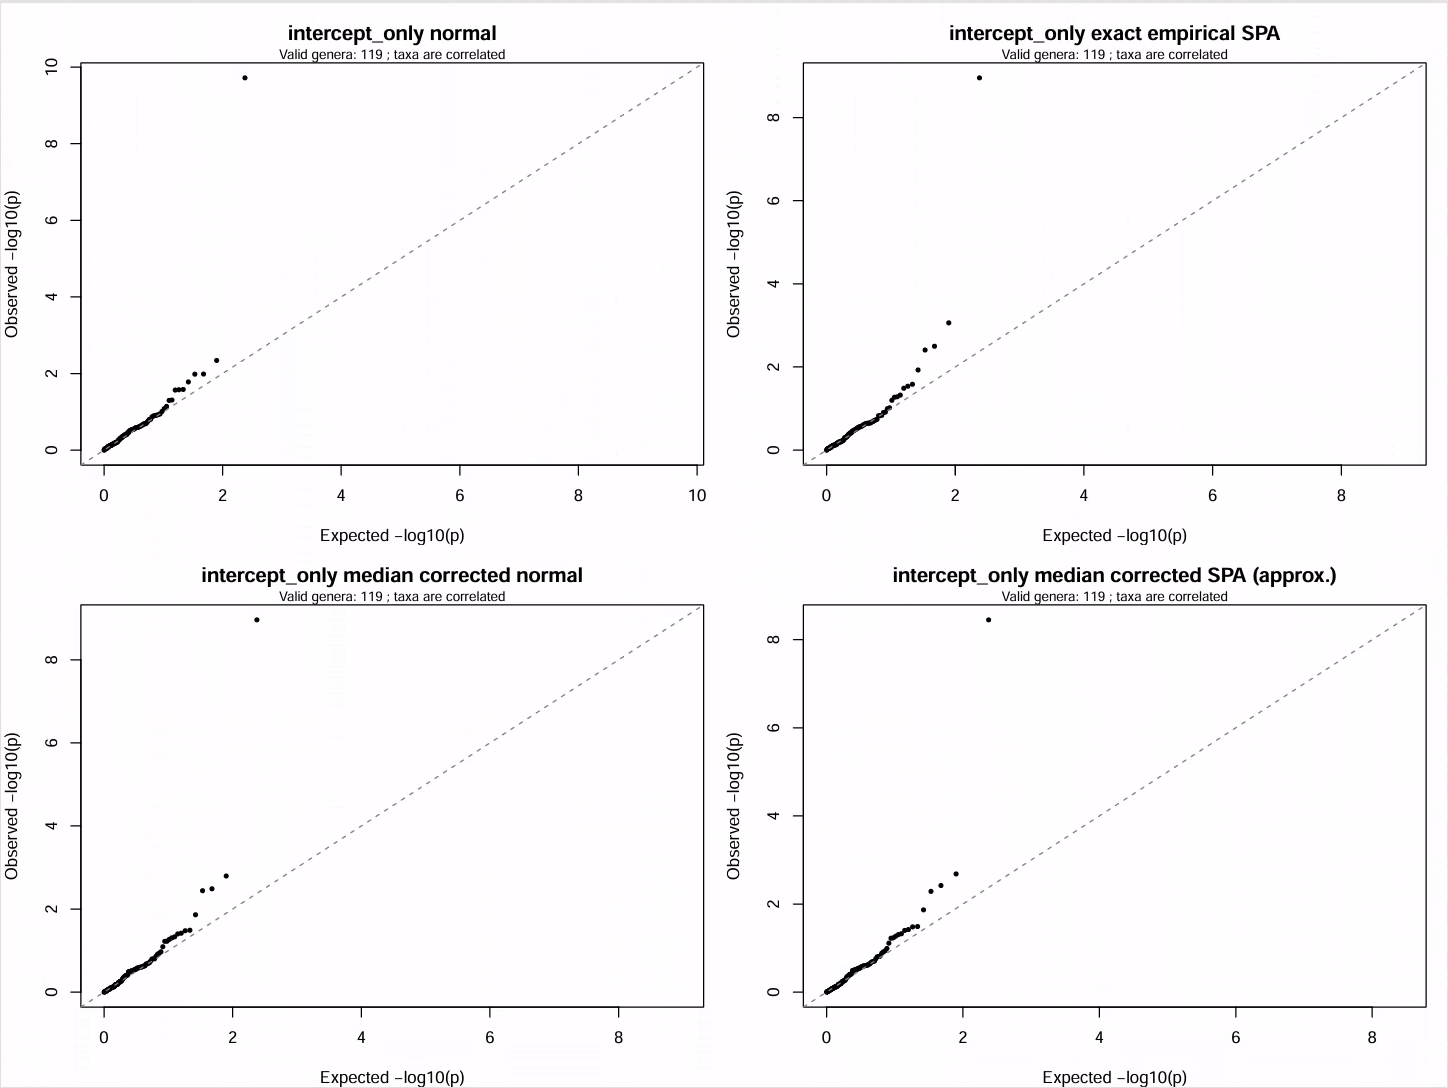 intercept_only normal
Valid genera: 119 ; taxa are correlated
Observed −log10(p)
10
8
6
4
2
0
0 2 4 6 8 10
Expected −log10(p)
intercept_only exact empirical SPA
Valid genera: 119 ; taxa are correlated
Observed −log10(p)
8
6
4
2
0
0 2 4 6 8
Expected −log10(p)
intercept_only median corrected normal
Valid genera: 119 ; taxa are correlated
Observed −log10(p)
8
6
4
2
0
0 2 4 6 8
Expected −log10(p)
intercept_only median corrected SPA (approx.)
Valid genera: 119 ; taxa are correlated
Observed −log10(p)
8
6
4
2
0
0 2 4 6 8
Expected −log10(p)